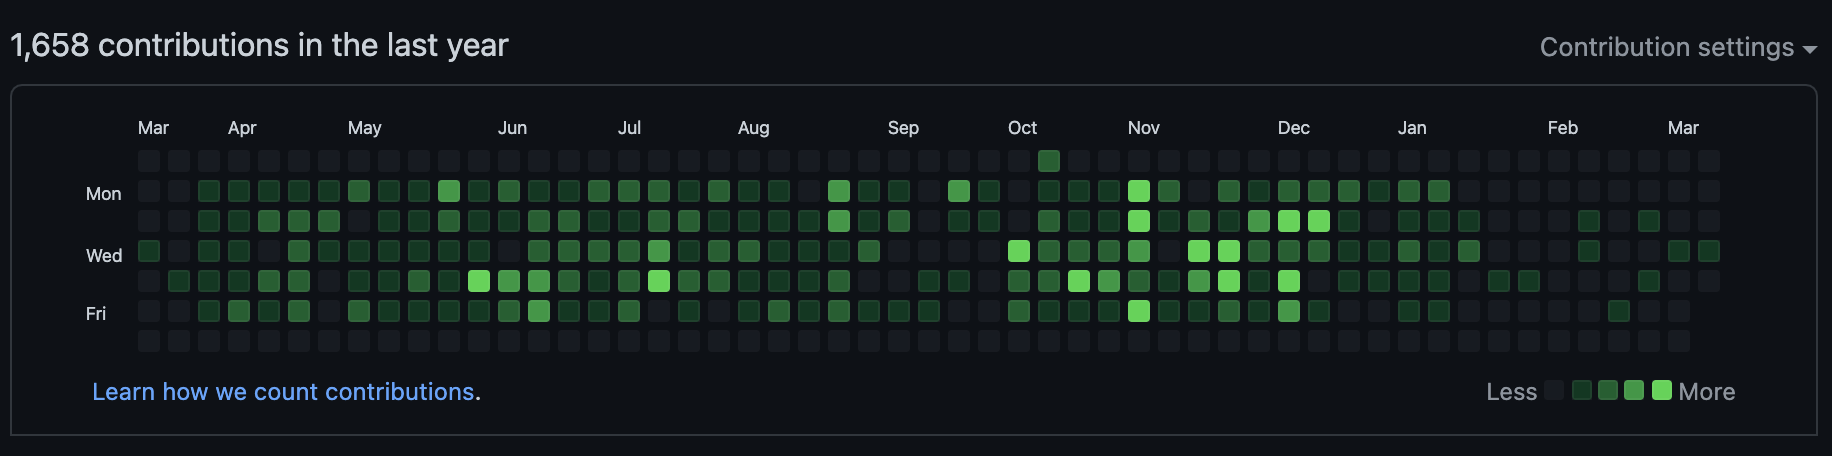 1,658 contributions in the last year
Contribution settings
Mar Apr May Jun Jul Aug Sep Oct Nov Dec Jan Feb Mar
Mon
Wed
Fri
Learn how we count contributions.
Less More